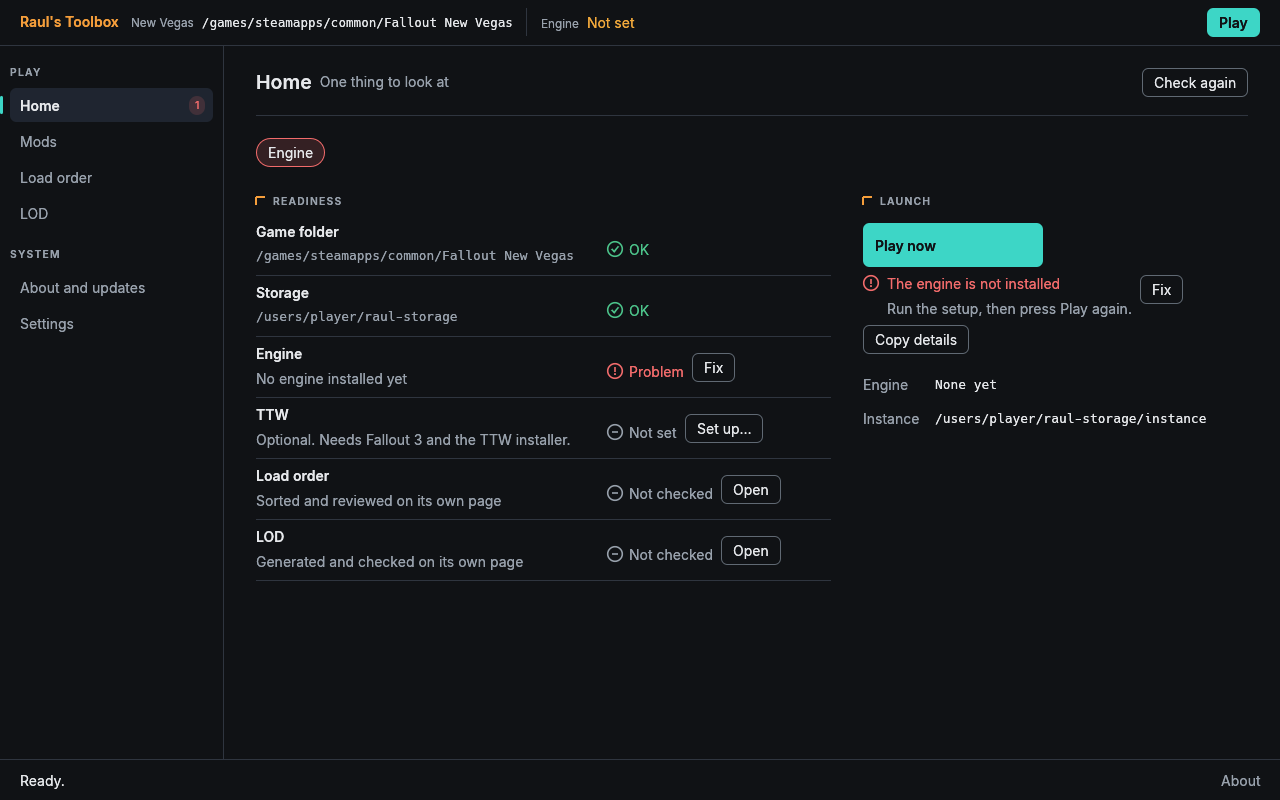 Raul's Toolbox New Vegas /games/steamapps/common/Fallout New Vegas Engine Not set Play
PLAY
Home 1
Mods
Load order
LOD
SYSTEM
About and updates
Settings
Home One thing to look at Check again
Engine
READINESS
Game folder
/games/steamapps/common/Fallout New Vegas OK
Storage
/users/player/raul-storage OK
Engine
No engine installed yet Problem Fix
TTW
Optional. Needs Fallout 3 and the TTW installer. Not set Set up...
Load order
Sorted and reviewed on its own page Not checked Open
LOD
Generated and checked on its own page Not checked Open
LAUNCH
Play now
The engine is not installed Fix
Run the setup, then press Play again.
Copy details
Engine None yet
Instance /users/player/raul-storage/instance
Ready. About